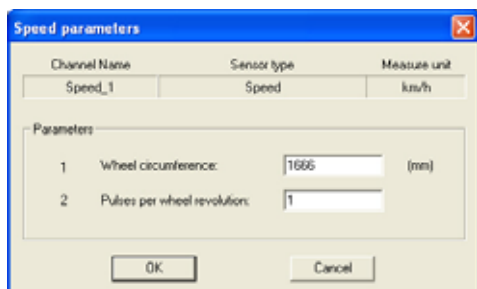 Speed parameters
Channel Name Sensor type Measure unit
Speed_1 Speed km/h
Parameters
1 Wheel circumference: 1666 (mm)
2 Pulses per wheel revolution: 1
OK Cancel